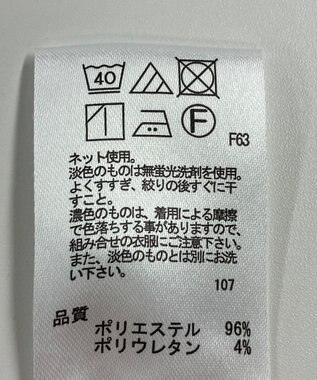 40
F
F63
ネット使用。
淡色のものは無蛍光洗剤を使用。
よくすすぎ、絞りの後すぐに干
すこと。
濃色のものは、着用による摩擦
で色落ちする事がありますので、
組み合せの衣服にご注意下さい。
また、淡色のものとは別にお洗
い下さい。
107
品質
ポリエステル 96%
ポリウレタン 4%